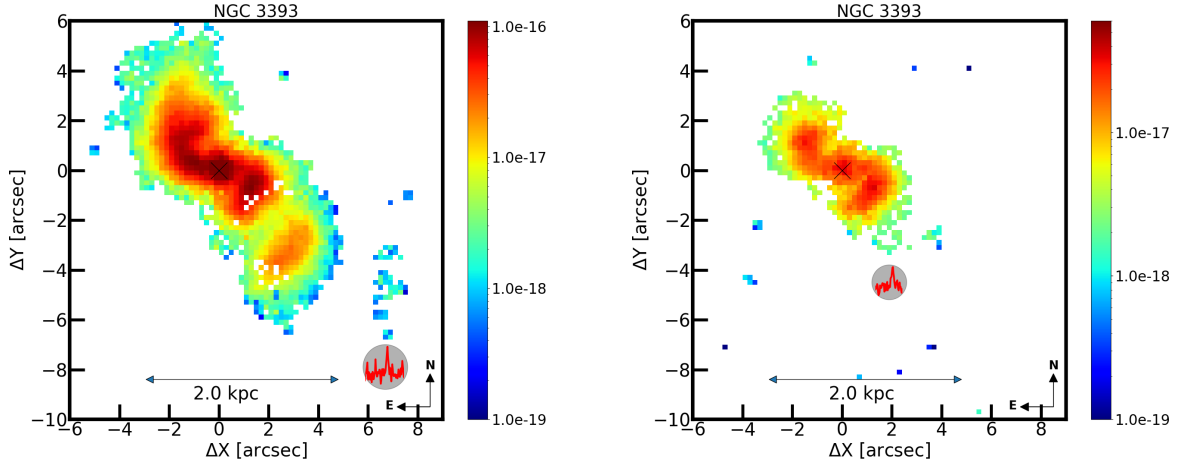 NGC 3393
6
4
2
0
−2
−4
−6
−8
−10
ΔY [arcsec]
−6 −4 −2 0 2 4 6 8
ΔX [arcsec]
2.0 kpc
N
E
1.0e-16
1.0e-17
1.0e-18
1.0e-19
NGC 3393
6
4
2
0
−2
−4
−6
−8
−10
ΔY [arcsec]
−6 −4 −2 0 2 4 6 8
ΔX [arcsec]
2.0 kpc
N
E
1.0e-17
1.0e-18
1.0e-19